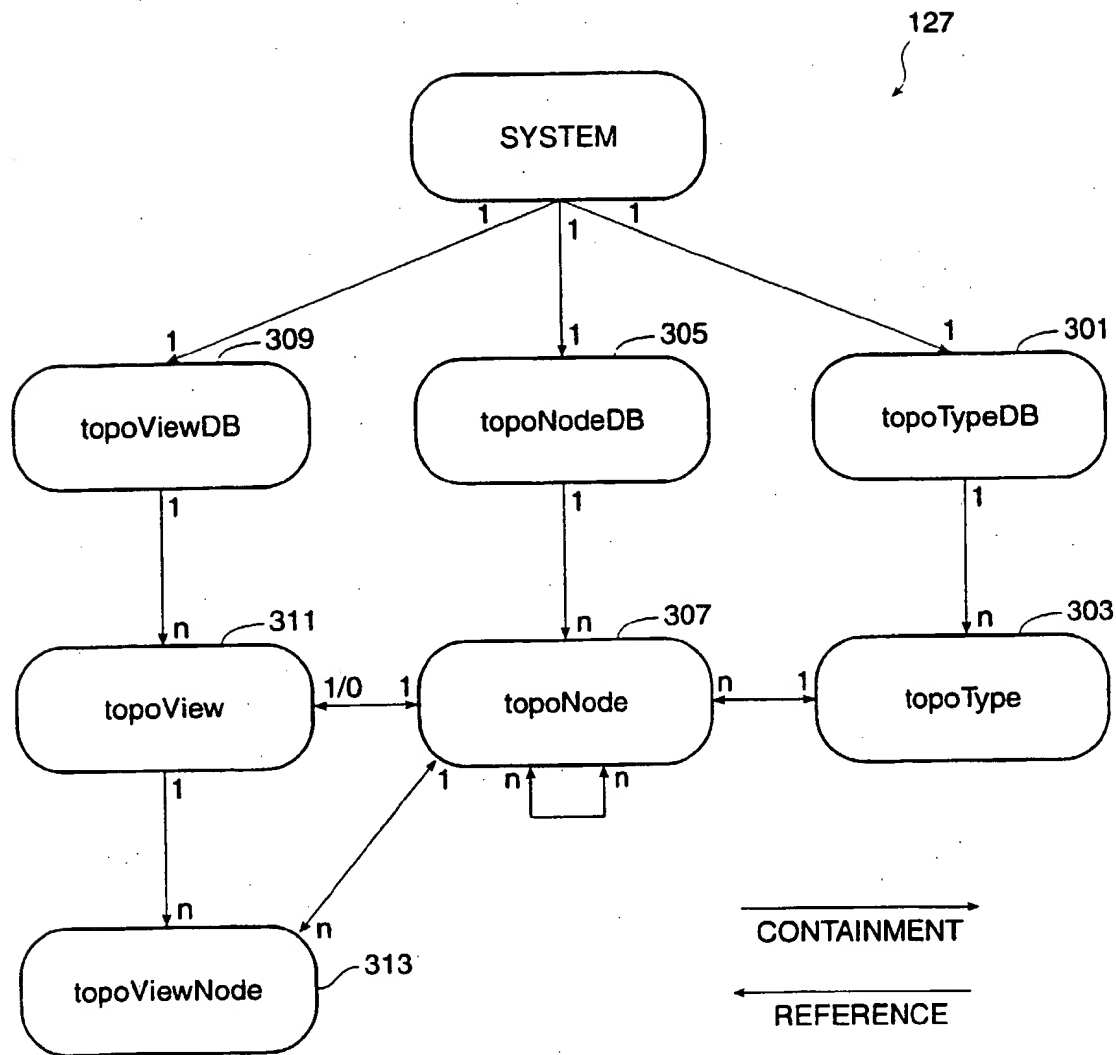 127
SYSTEM
1 1 1
1 309 1 305 1 301
topoViewDB topoNodeDB topoTypeDB
1 1 1
n 311 n 307 n 303
topoView 1/0 1 topoNode n 1 topoType
1 1 n n
n n
CONTAINMENT
topoViewNode 313
REFERENCE